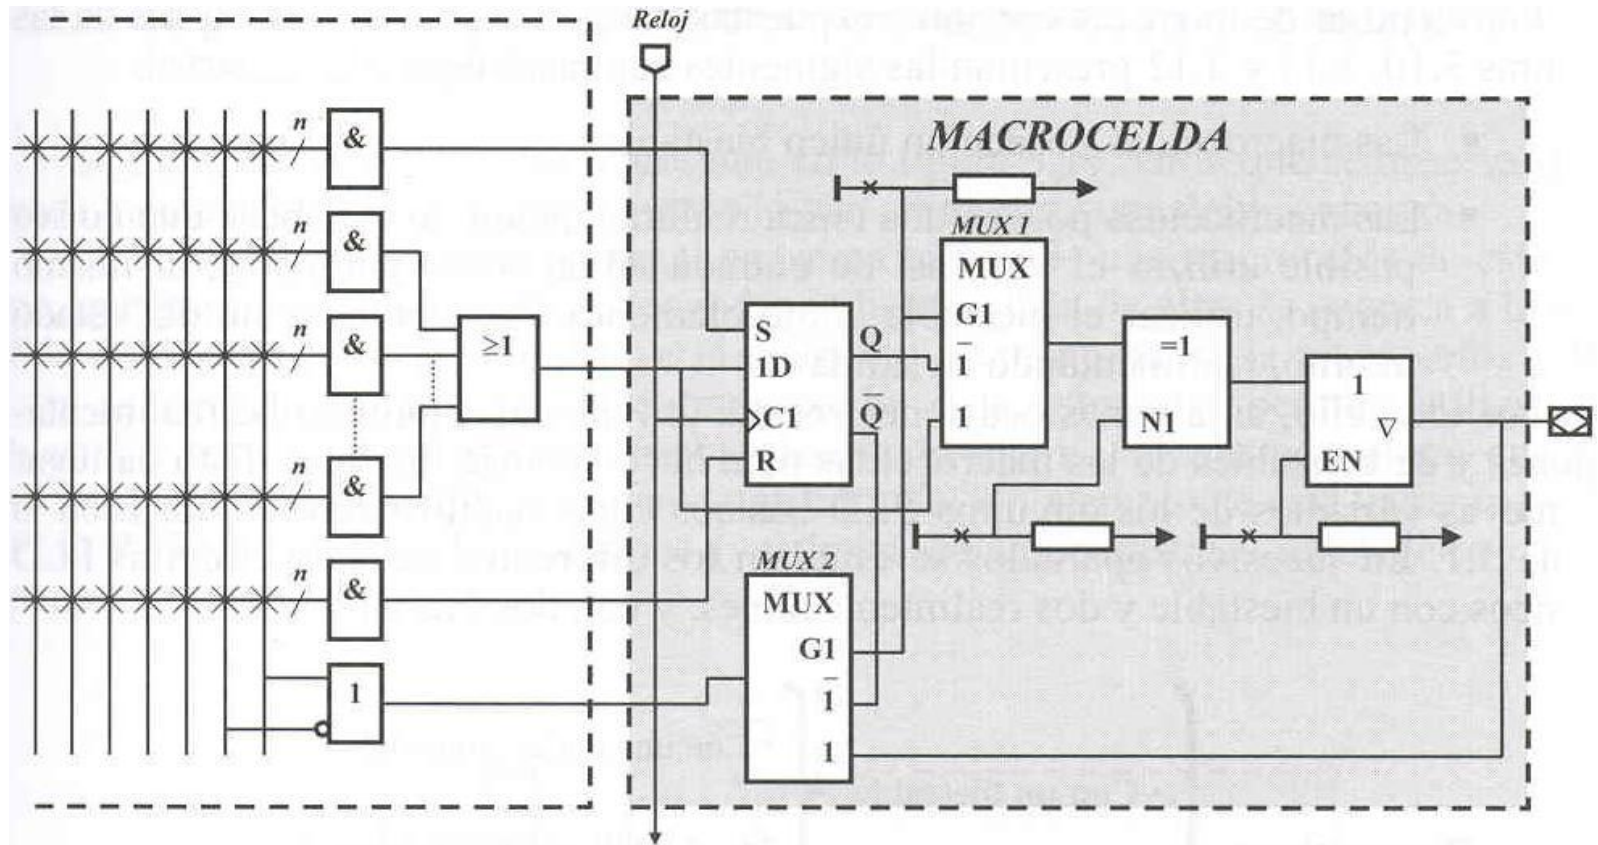 Reloj
MACROCELDA
n
&
n
&
n
&
n
&
n
&
1
≥1
S
1D
C1
R
Q
Q̅
MUX 1
MUX
G1
1̅
1
=1
N1
1
▽
EN
MUX 2
MUX
G1
1̅
1